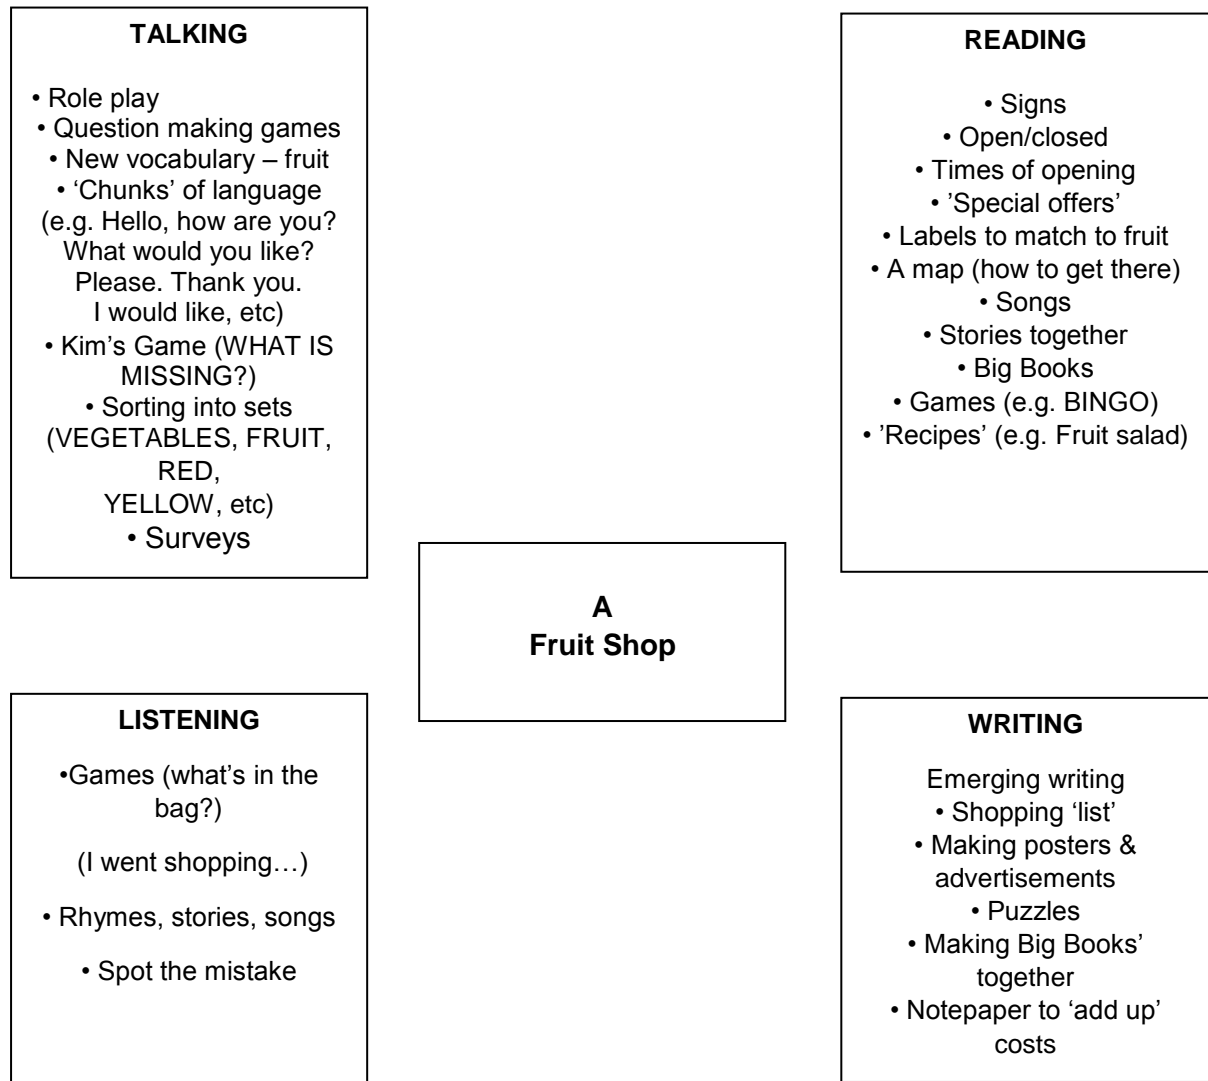 TALKING
• Role play
• Question making games
• New vocabulary – fruit
• ‘Chunks’ of language
(e.g. Hello, how are you?
What would you like?
Please. Thank you.
I would like, etc)
• Kim’s Game (WHAT IS
MISSING?)
• Sorting into sets
(VEGETABLES, FRUIT,
RED,
YELLOW, etc)
• Surveys
READING
• Signs
• Open/closed
• Times of opening
• ’Special offers’
• Labels to match to fruit
• A map (how to get there)
• Songs
• Stories together
• Big Books
• Games (e.g. BINGO)
• ’Recipes’ (e.g. Fruit salad)
A
Fruit Shop
LISTENING
•Games (what’s in the
bag?)
(I went shopping…)
• Rhymes, stories, songs
• Spot the mistake
WRITING
Emerging writing
• Shopping ‘list’
• Making posters &
advertisements
• Puzzles
• Making Big Books’
together
• Notepaper to ‘add up’
costs